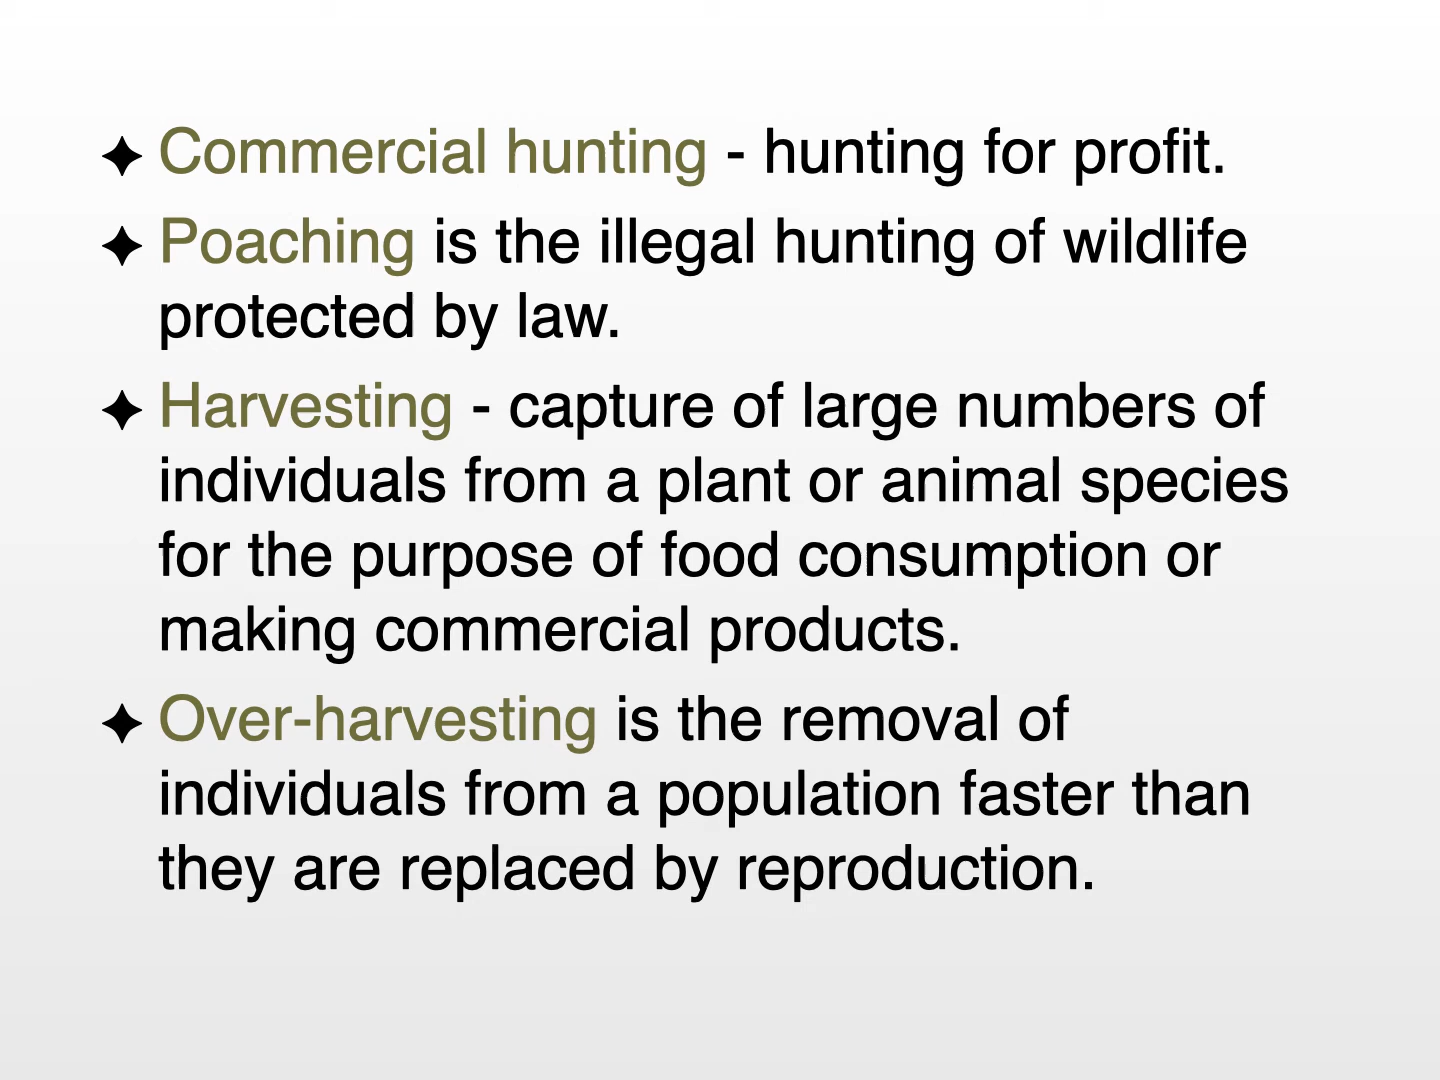 ✦ Commercial hunting - hunting for profit.
✦ Poaching is the illegal hunting of wildlife
protected by law.
✦ Harvesting - capture of large numbers of
individuals from a plant or animal species
for the purpose of food consumption or
making commercial products.
✦ Over-harvesting is the removal of
individuals from a population faster than
they are replaced by reproduction.